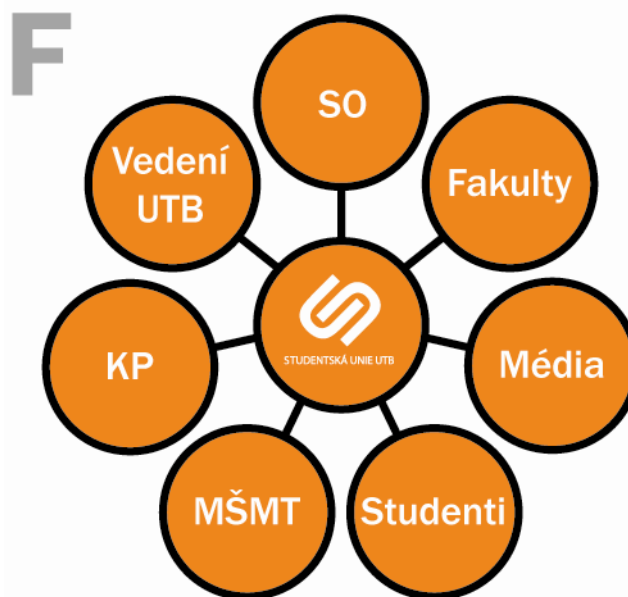 F
SO
Vedení
UTB
Fakulty
STUDENTSKÁ UNIE UTB
KP
Média
MŠMT
Studenti